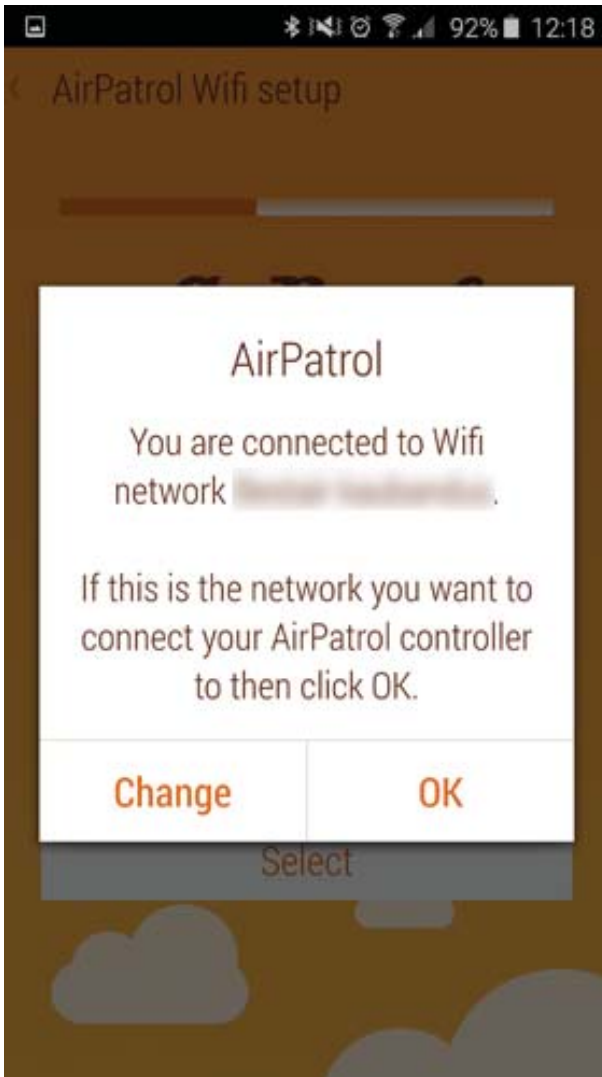 92% 12:18
AirPatrol Wifi setup
AirPatrol
You are connected to Wifi
network .
If this is the network you want to
connect your AirPatrol controller
to then click OK.
Change OK
Select